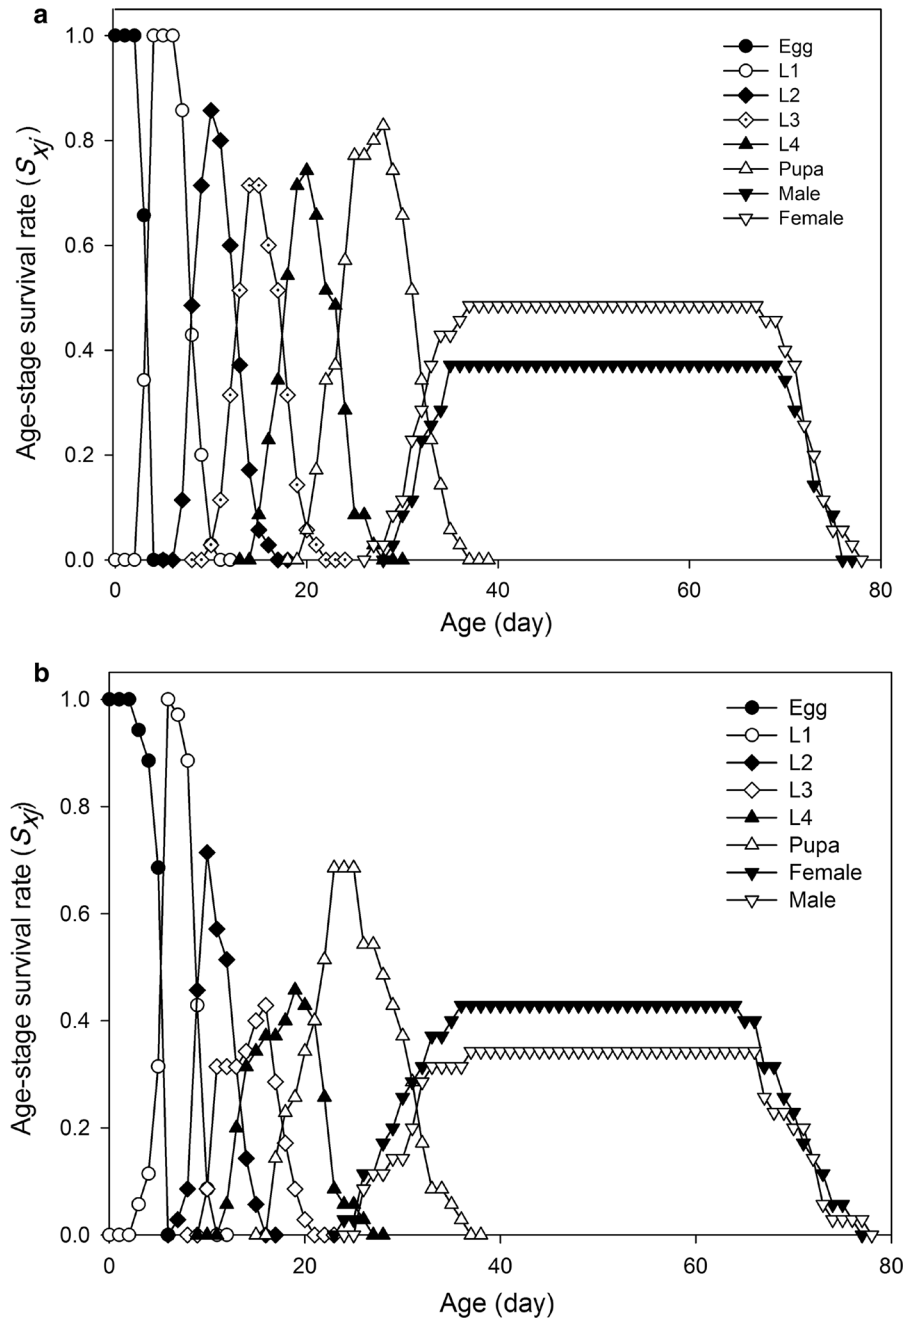 a
1.0
0.8
0.6
0.4
0.2
0.0
Age-stage survival rate (Sxj)
0 20 40 60 80
Age (day)
Egg
L1
L2
L3
L4
Pupa
Male
Female
b
1.0
0.8
0.6
0.4
0.2
0.0
Age-stage survival rate (Sxj)
0 20 40 60 80
Age (day)
Egg
L1
L2
L3
L4
Pupa
Female
Male